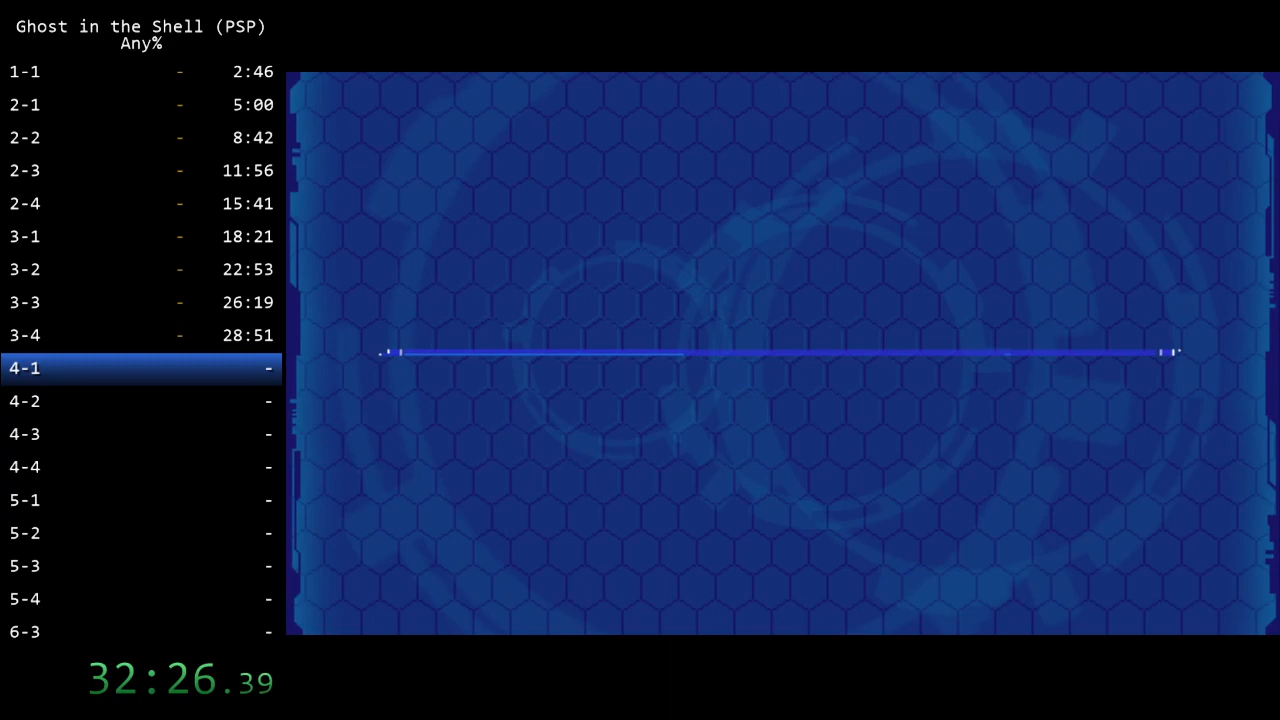 Ghost in the Shell (PSP)
Any%
1-1 - 2:46
2-1 - 5:00
2-2 - 8:42
2-3 - 11:56
2-4 - 15:41
3-1 - 18:21
3-2 - 22:53
3-3 - 26:19
3-4 - 28:51
4-1 -
4-2 -
4-3 -
4-4 -
5-1 -
5-2 -
5-3 -
5-4 -
6-3 -
32:26.39